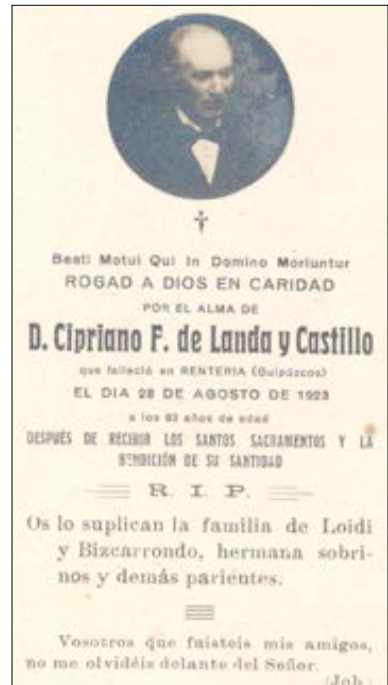 †
Beati Motui Qui In Domino Moriuntur
ROGAD A DIOS EN CARIDAD
POR EL ALMA DE
D. Cipriano F. de Landa y Castillo
que falleció en RENTERIA (Guipúzcoa)
EL DIA 28 DE AGOSTO DE 1923
a los 63 años de edad
DESPUÉS DE RECIBIR LOS SANTOS SACRAMENTOS Y LA
BENDICIÓN DE SU SANTIDAD
R. I. P.
Os lo suplican la familia de Loidi
y Bizcarrondo, hermana sobri-
nos y demás parientes.
Vosotros que fuisteis mis amigos,
no me olvidéis delante del Señor.
(Job